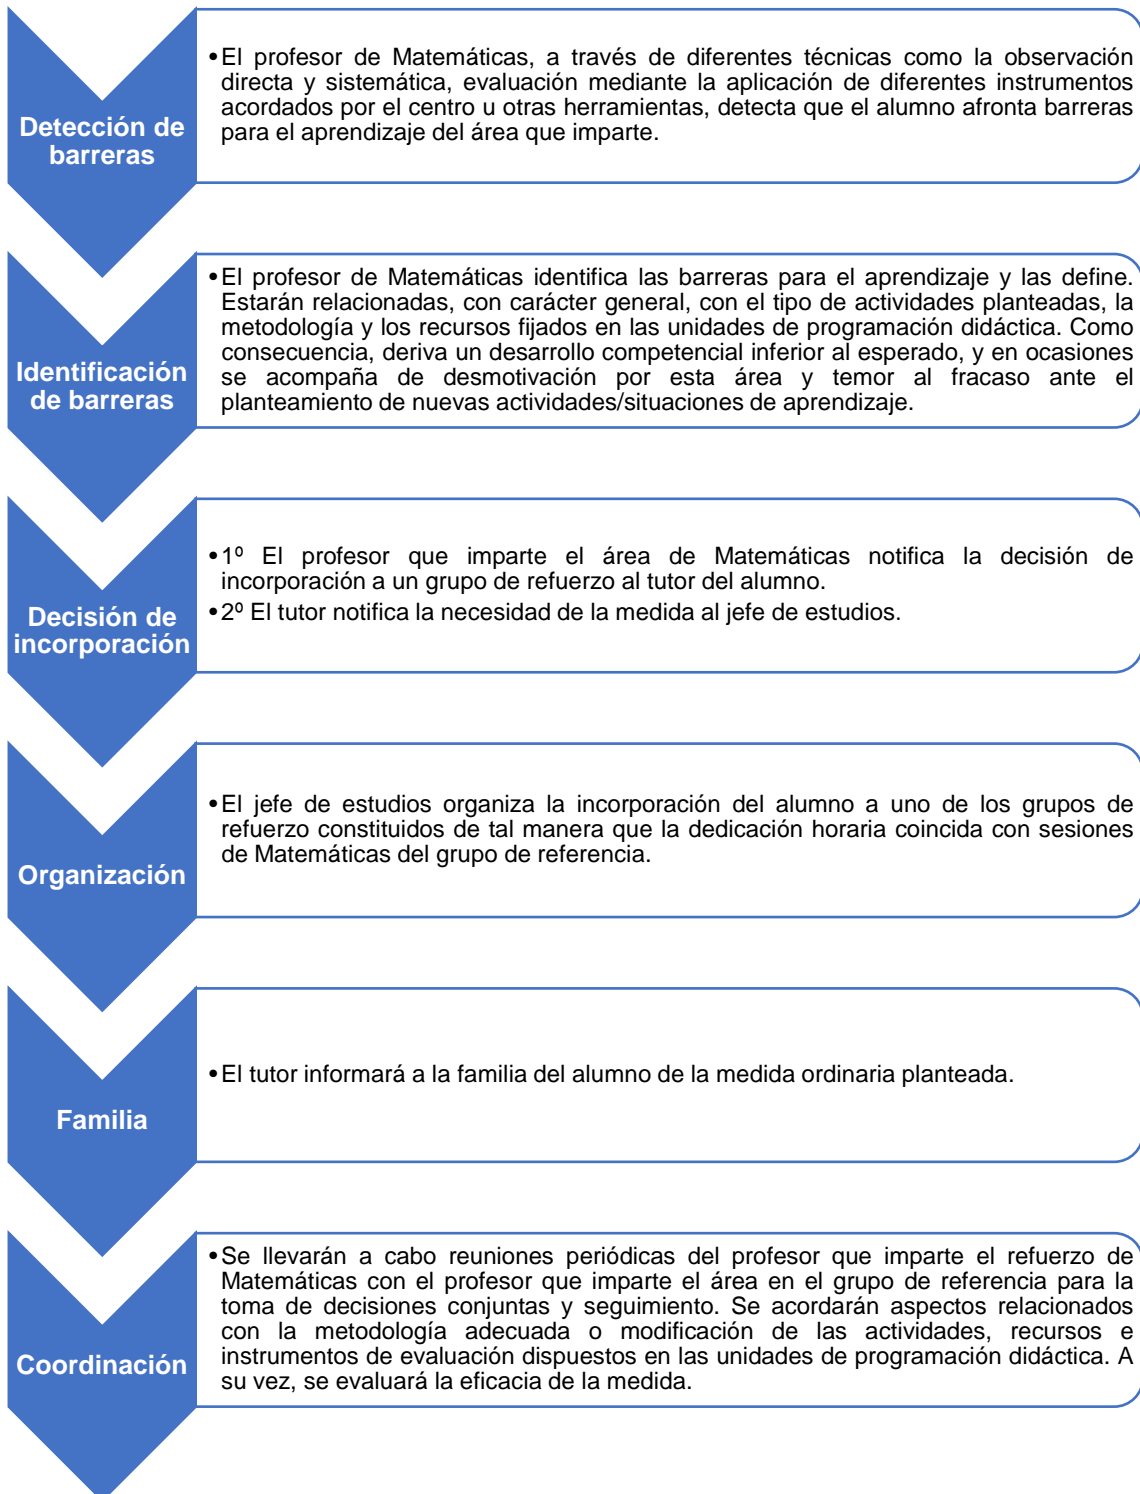 Detección de
barreras
•El profesor de Matemáticas, a través de diferentes técnicas como la observación
directa y sistemática, evaluación mediante la aplicación de diferentes instrumentos
acordados por el centro u otras herramientas, detecta que el alumno afronta barreras
para el aprendizaje del área que imparte.
Identificación
de barreras
•El profesor de Matemáticas identifica las barreras para el aprendizaje y las define.
Estarán relacionadas, con carácter general, con el tipo de actividades planteadas, la
metodología y los recursos fijados en las unidades de programación didáctica. Como
consecuencia, deriva un desarrollo competencial inferior al esperado, y en ocasiones
se acompaña de desmotivación por esta área y temor al fracaso ante el
planteamiento de nuevas actividades/situaciones de aprendizaje.
Decisión de
incorporación
•1º El profesor que imparte el área de Matemáticas notifica la decisión de
incorporación a un grupo de refuerzo al tutor del alumno.
•2º El tutor notifica la necesidad de la medida al jefe de estudios.
Organización
•El jefe de estudios organiza la incorporación del alumno a uno de los grupos de
refuerzo constituidos de tal manera que la dedicación horaria coincida con sesiones
de Matemáticas del grupo de referencia.
Familia
•El tutor informará a la familia del alumno de la medida ordinaria planteada.
Coordinación
•Se llevarán a cabo reuniones periódicas del profesor que imparte el refuerzo de
Matemáticas con el profesor que imparte el área en el grupo de referencia para la
toma de decisiones conjuntas y seguimiento. Se acordarán aspectos relacionados
con la metodología adecuada o modificación de las actividades, recursos e
instrumentos de evaluación dispuestos en las unidades de programación didáctica. A
su vez, se evaluará la eficacia de la medida.